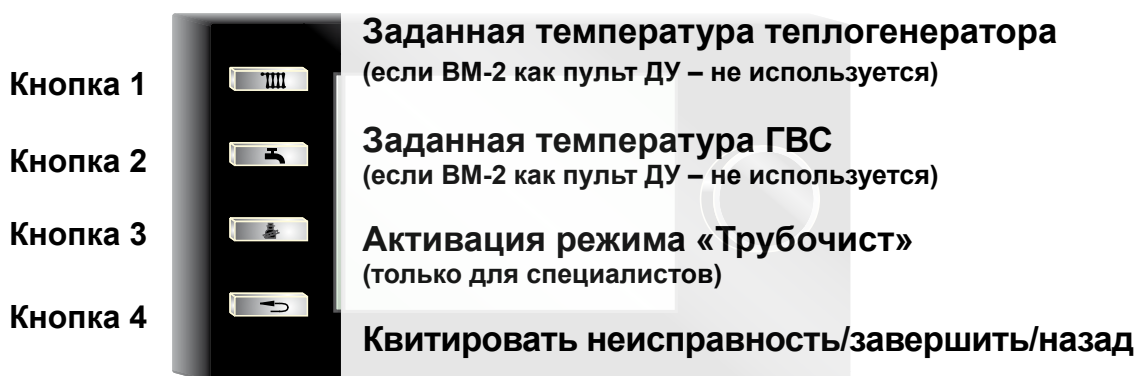 Заданная температура теплогенератора
Кнопка 1
(если BM-2 как пульт ДУ – не используется)
Заданная температура ГВС
Кнопка 2
(если BM-2 как пульт ДУ – не используется)
Кнопка 3
Активация режима «Трубочист»
(только для специалистов)
Кнопка 4
Квитировать неисправность/завершить/назад